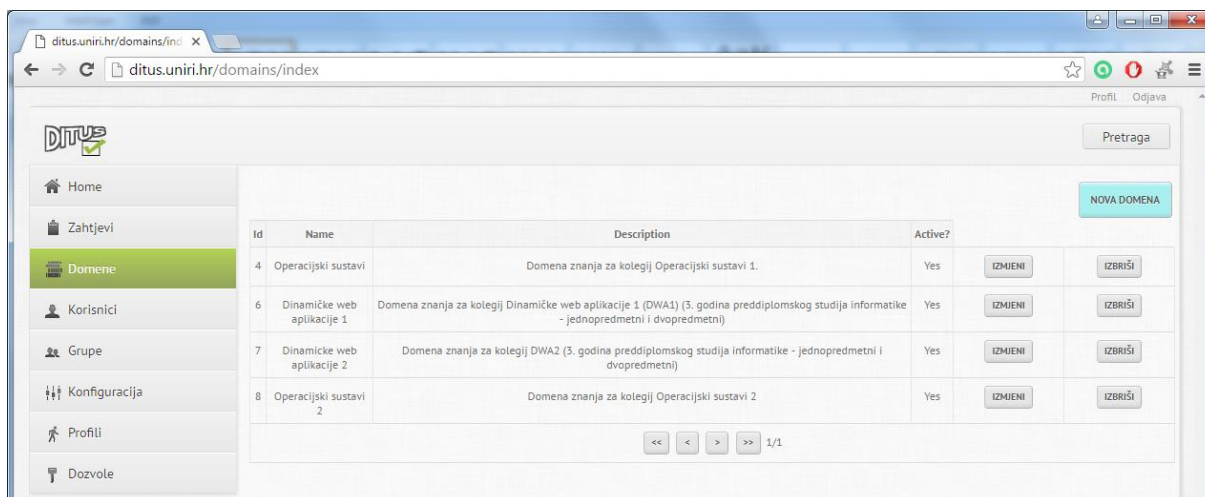 ditus.uniri.hr/domains/ind
ditus.uniri.hr/domains/index
Profil Odjava
DITUS
Pretraga
Home
Zahtjevi
Domene
Korisnici
Grupe
Konfiguracija
Profili
Dozvole
NOVA DOMENA
Id Name Description Active?
4 Operacijski sustavi Domena znanja za kolegij Operacijski sustavi 1. Yes IZMJENI IZBRIŠI
6 Dinamičke web Domena znanja za kolegij Dinamičke web aplikacije 1 (DWA1) (3. godina preddiplomskog studija informatike Yes IZMJENI IZBRIŠI
aplikacije 1 - jednopredmetni i dvopredmetni)
7 Dinamicke web Domena znanja za kolegij DWA2 (3. godina preddiplomskog studija informatike - jednopredmetni i Yes IZMJENI IZBRIŠI
aplikacije 2 dvopredmetni)
8 Operacijski sustavi Domena znanja za kolegij Operacijski sustavi 2 Yes IZMJENI IZBRIŠI
2
<< < > >> 1/1